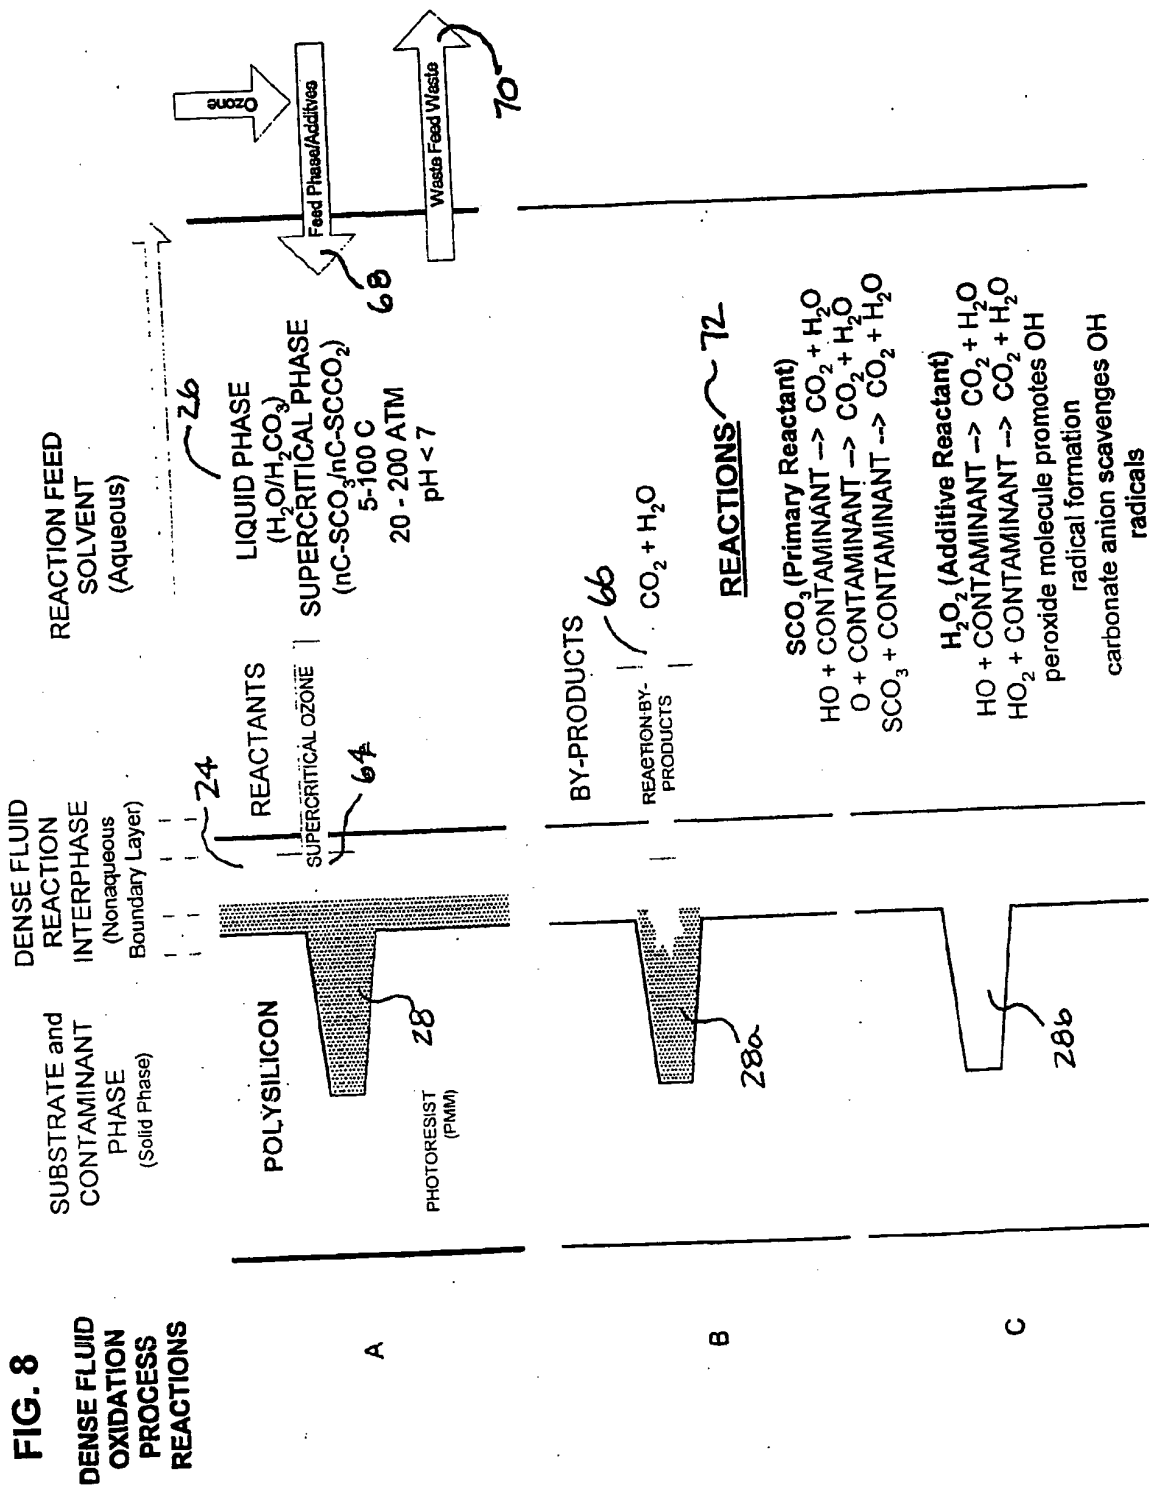 FIG. 8
DENSE FLUID
OXIDATION
PROCESS
REACTIONS
SUBSTRATE and
CONTAMINANT
PHASE
(Solid Phase)
DENSE FLUID
REACTION
INTERPHASE
(Nonaqueous
Boundary Layer)
REACTION FEED
SOLVENT
(Aqueous)
A
POLYSILICON
PHOTORESIST
(PMM)
28
24
REACTANTS
SUPERCRITICAL OZONE
64
26
LIQUID PHASE
(H₂O/H₂CO₃)
SUPERCRITICAL PHASE
(nC-SCO₃/nC-SCCO₂)
5-100 C
20 - 200 ATM
pH < 7
Ozone
Feed Phase/Additves
68
Waste Feed Waste
70
B
28a
BY-PRODUCTS
REACTION-BY-
PRODUCTS
66
CO₂ + H₂O
REACTIONS
72
SCO₃ (Primary Reactant)
HO + CONTAMINANT --> CO₂ + H₂O
O + CONTAMINANT --> CO₂ + H₂O
SCO₃ + CONTAMINANT --> CO₂ + H₂O
C
28b
H₂O₂ (Additive Reactant)
HO + CONTAMINANT --> CO₂ + H₂O
HO₂ + CONTAMINANT --> CO₂ + H₂O
peroxide molecule promotes OH
radical formation
carbonate anion scavenges OH
radicals